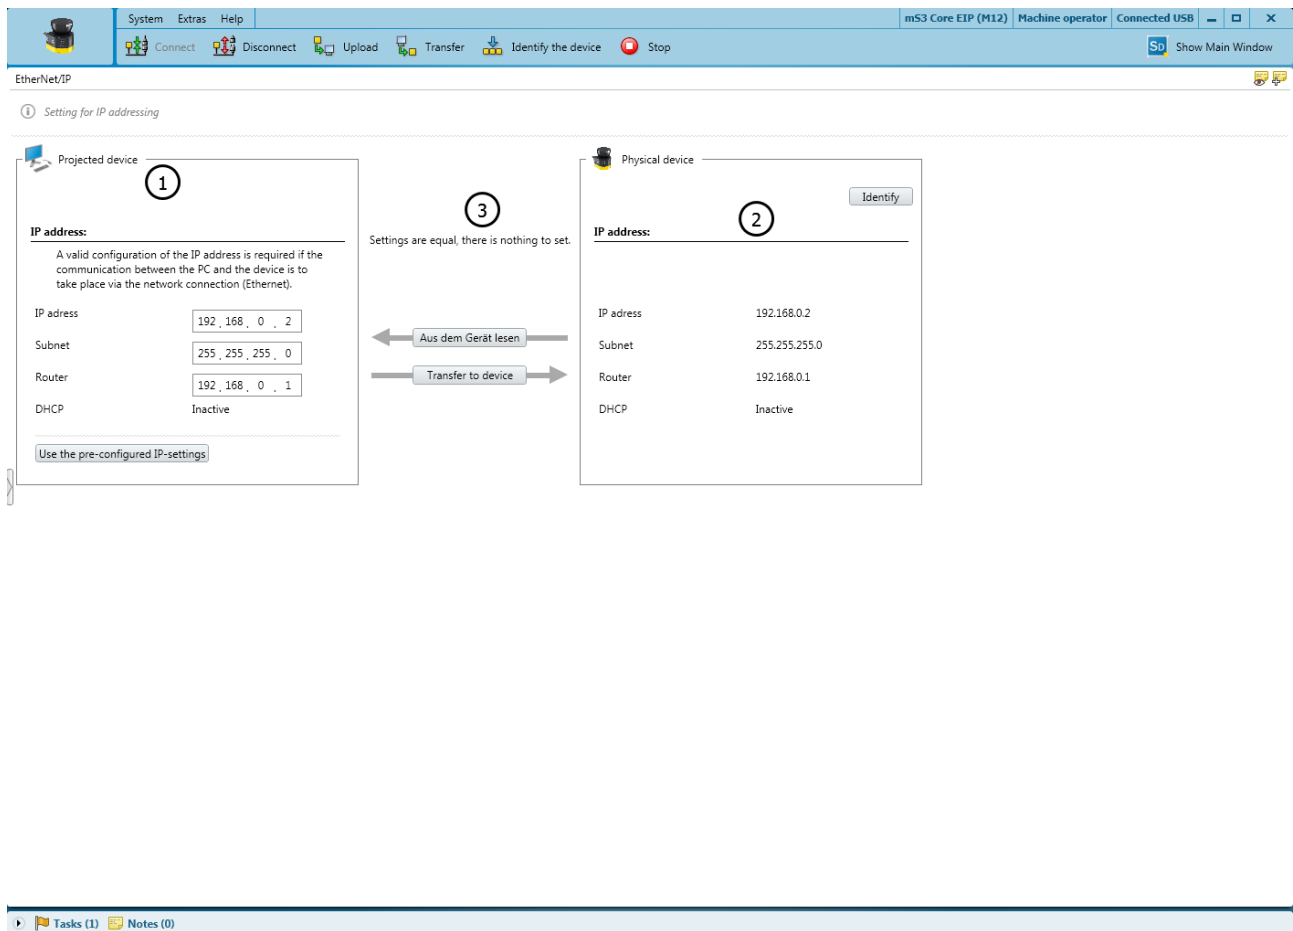 System Extras Help
mS3 Core EIP (M12) Machine operator Connected USB
Connect Disconnect Upload Transfer Identify the device Stop
SD Show Main Window
EtherNet/IP
Setting for IP addressing
Projected device
1
IP address:
A valid configuration of the IP address is required if the
communication between the PC and the device is to
take place via the network connection (Ethernet).
IP adress 192 . 168 . 0 . 2
Subnet 255 . 255 . 255 . 0
Router 192 . 168 . 0 . 1
DHCP Inactive
Use the pre-configured IP-settings
3
Settings are equal, there is nothing to set.
Aus dem Gerät lesen
Transfer to device
Physical device
Identify
2
IP address:
IP adress 192.168.0.2
Subnet 255.255.255.0
Router 192.168.0.1
DHCP Inactive
Tasks (1) Notes (0)